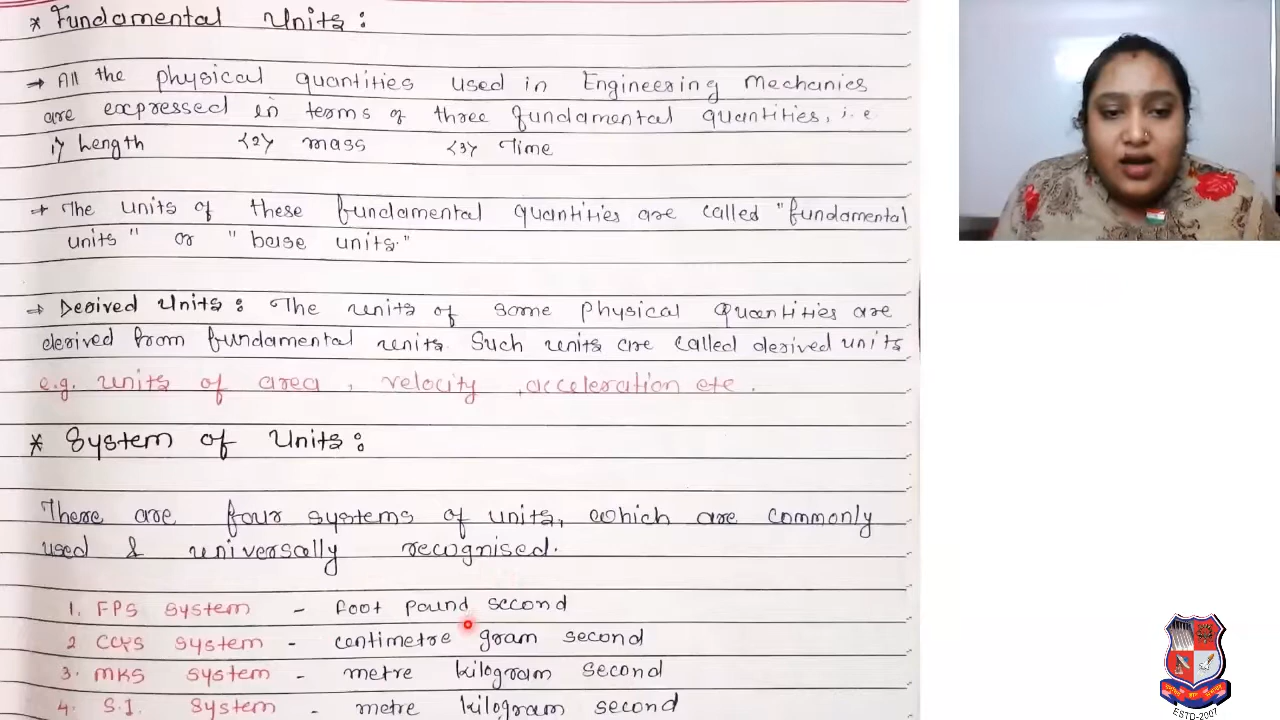 * Fundamental Units :
→ All the physical quantities used in Engineering Mechanics
are expressed in terms of three fundamental quantities, i.e
1) Length <2> mass <3> Time
→ The units of these fundamental quantities are called "fundamental
units" or "base units."
→ Derived Units : The units of some physical quantities are
derived from fundamental units. Such units are called derived units
e.g. units of area, velocity, acceleration etc.
* System of Units :
There are four systems of units, which are commonly
used & universally recognised.
1. FPS system - foot pound second
2 CGS system - centimetre gram second
3. MKS system - metre kilogram second
4. S.I. System - metre kilogram second
ESTD-2007